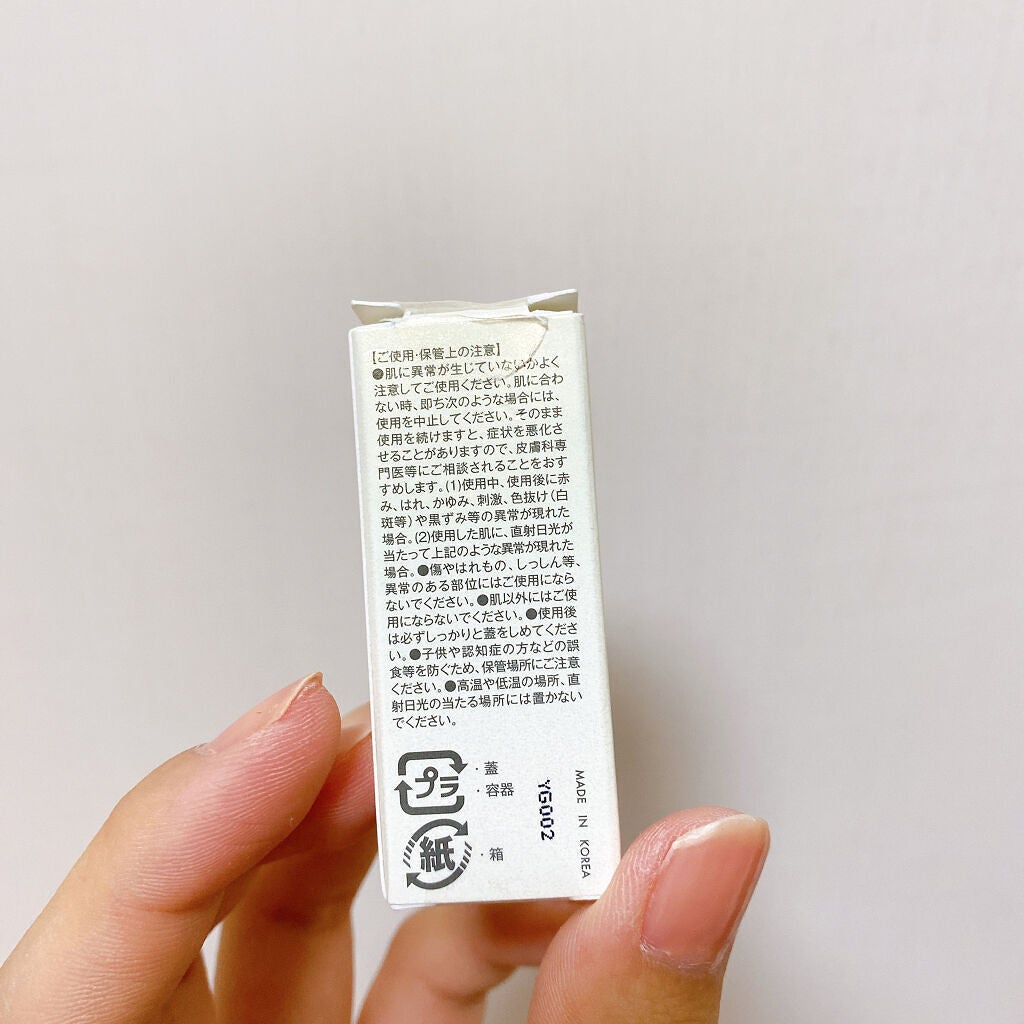 【ご使用・保管上の注意】
●肌に異常が生じていないかよく
注意してご使用ください。肌に合わ
ない時、即ち次のような場合には、
使用を中止してください。そのまま
使用を続けますと、症状を悪化さ
せることがありますので、皮膚科専
門医等にご相談されることをおす
すめします。(1)使用中、使用後に赤
み、はれ、かゆみ、刺激、色抜け(白
斑等)や黒ずみ等の異常が現れた
場合。(2)使用した肌に、直射日光が
当たって上記のような異常が現れた
場合。●傷やはれもの、しっしん等、
異常のある部位にはご使用になら
ないでください。●肌以外にはご使
用にならないでください。●使用後
は必ずしっかりと蓋をしめてくださ
い。●子供や認知症の方などの誤
食等を防ぐため、保管場所にご注意
ください。●高温や低温の場所、直
射日光の当たる場所には置かない
でください。
プラ
・蓋
・容器
紙
・箱
YG002
MADE IN KOREA